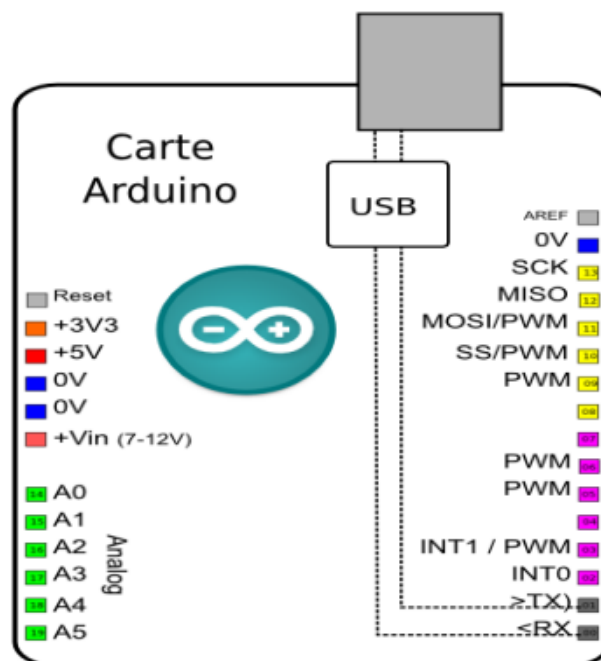 Carte
Arduino
USB
AREF
0V
13 SCK
12 MISO
11 MOSI/PWM
10 SS/PWM
09 PWM
08
07
06 PWM
05 PWM
04
03 INT1 / PWM
02 INT0
01 >TX)
00 <RX
Reset
+3V3
+5V
0V
0V
+Vin (7-12V)
14 A0
15 A1
16 A2
17 A3
18 A4
19 A5
Analog